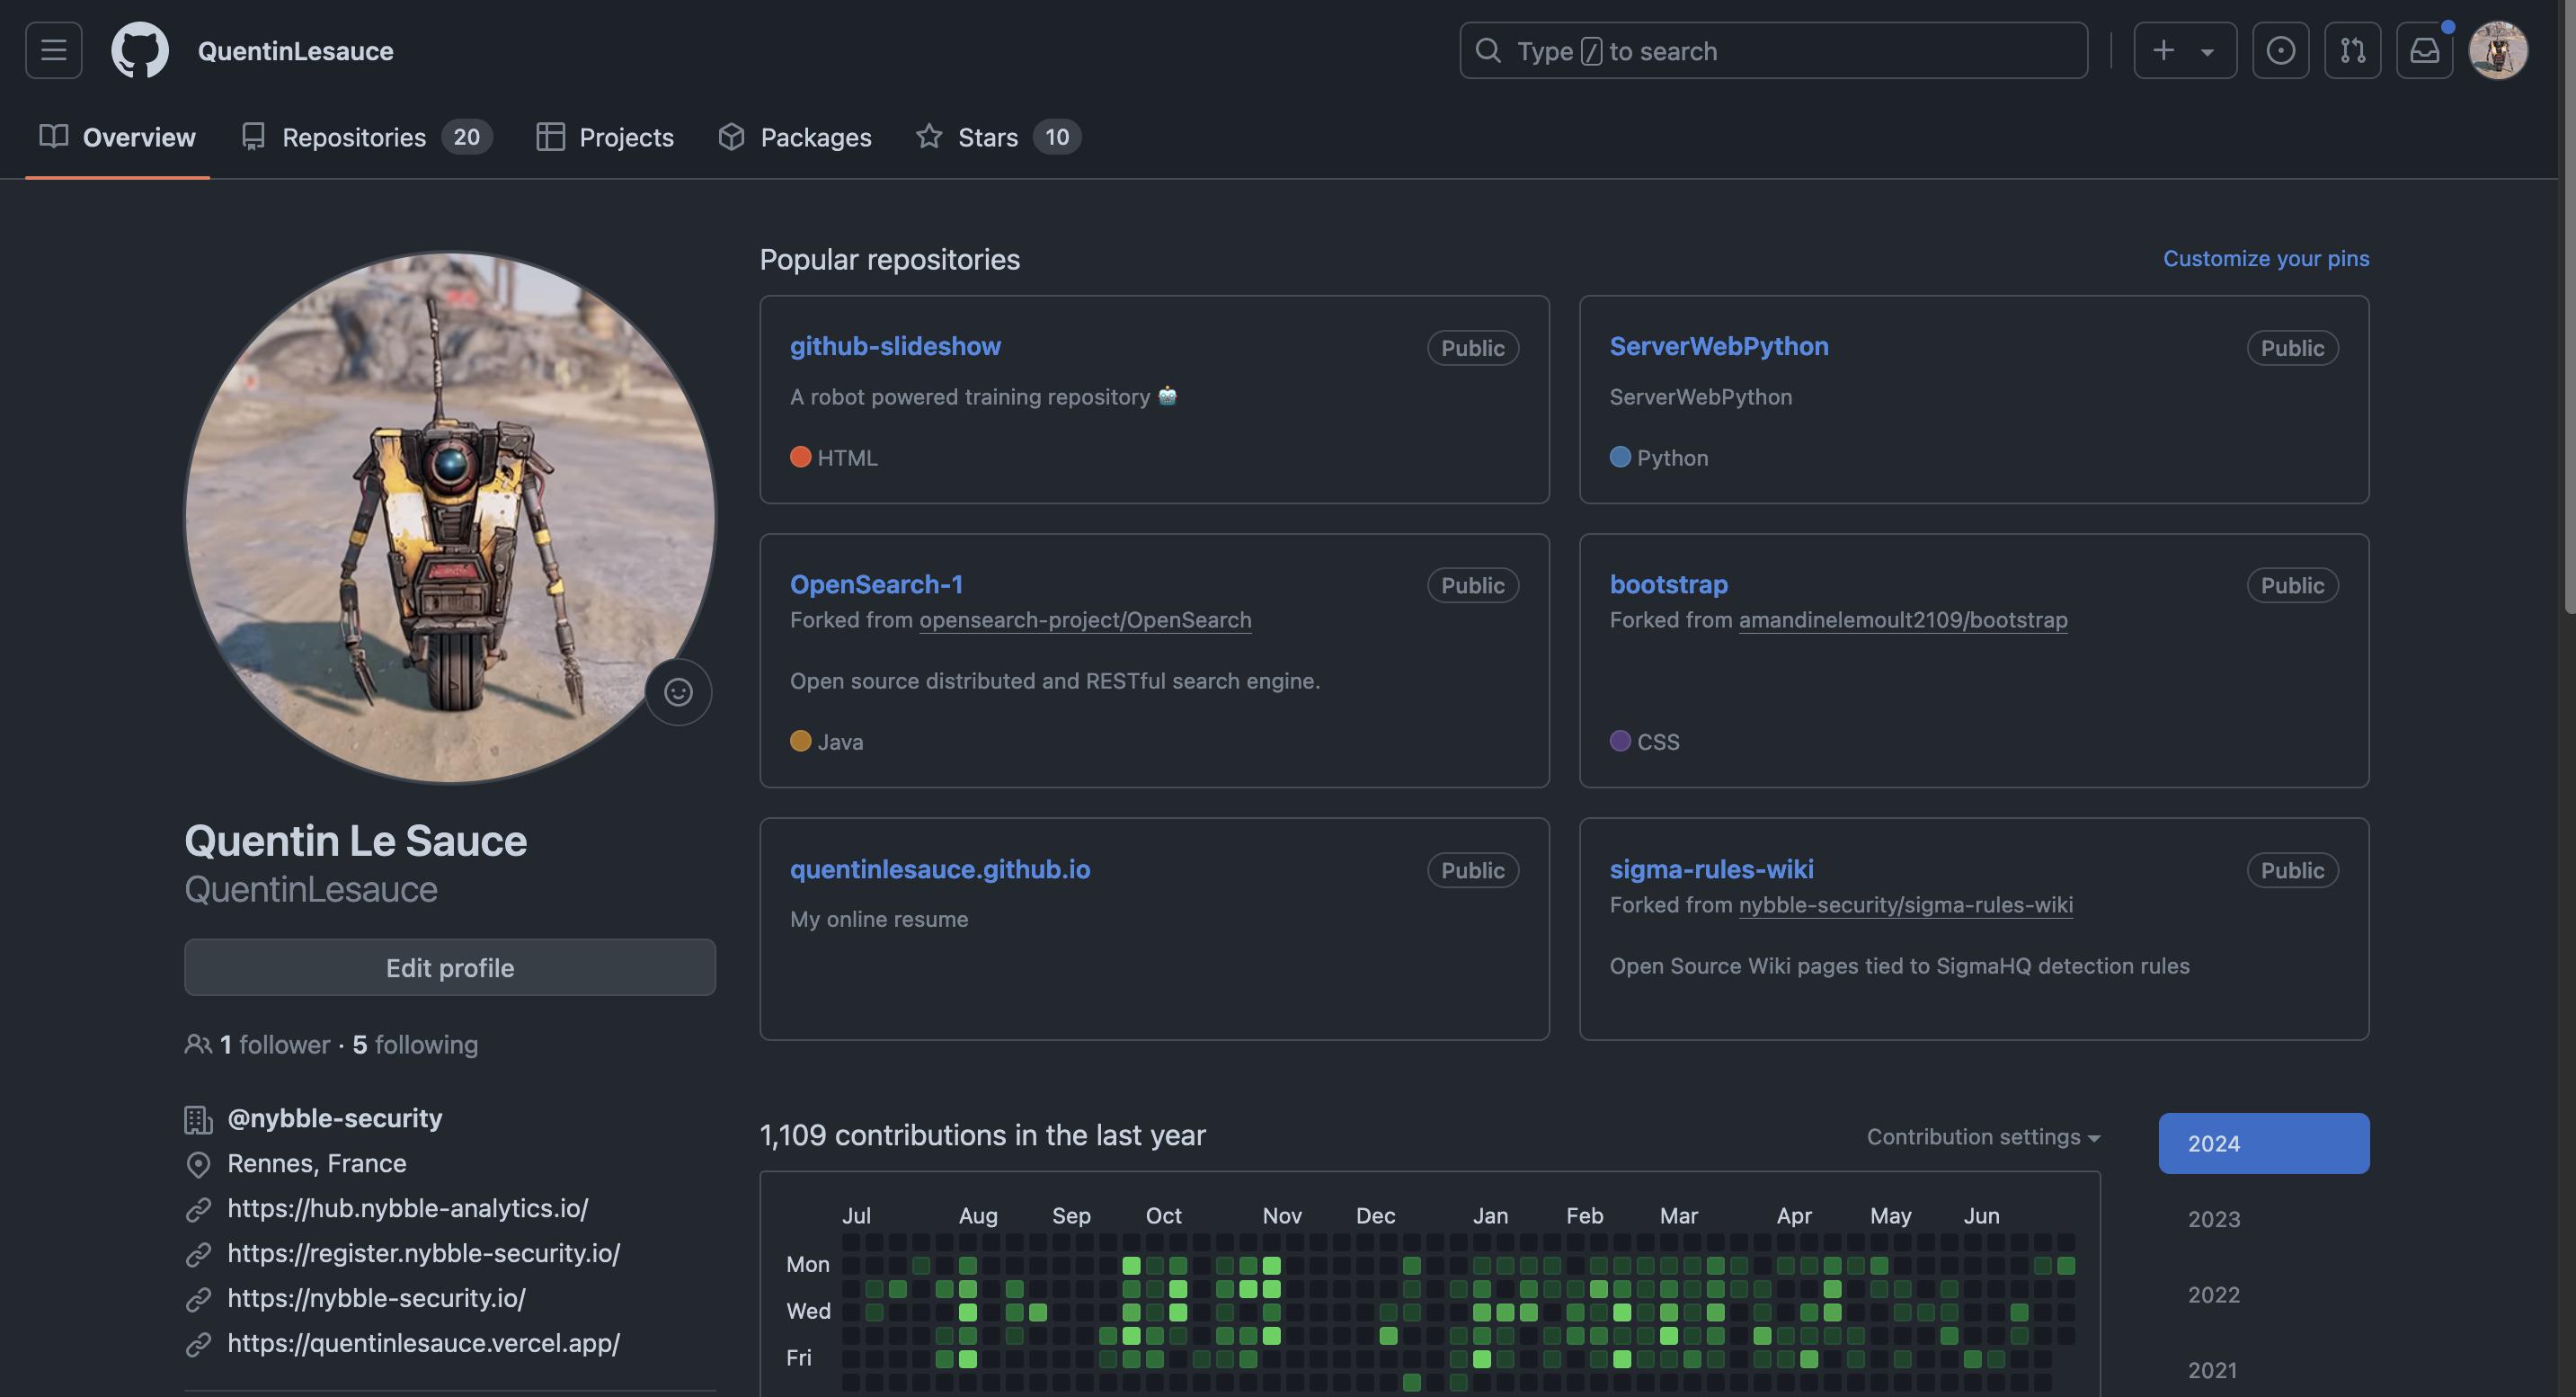 QuentinLesauce
Type / to search
Overview
Repositories 20
Projects
Packages
Stars 10
Popular repositories
Customize your pins
github-slideshow
Public
A robot powered training repository 🤖
HTML
ServerWebPython
Public
ServerWebPython
Python
OpenSearch-1
Public
Forked from opensearch-project/OpenSearch
Open source distributed and RESTful search engine.
Java
bootstrap
Public
Forked from amandinelemoult2109/bootstrap
CSS
quentinlesauce.github.io
Public
My online resume
sigma-rules-wiki
Public
Forked from nybble-security/sigma-rules-wiki
Open Source Wiki pages tied to SigmaHQ detection rules
Quentin Le Sauce
QuentinLesauce
Edit profile
1 follower · 5 following
@nybble-security
Rennes, France
https://hub.nybble-analytics.io/
https://register.nybble-security.io/
https://nybble-security.io/
https://quentinlesauce.vercel.app/
1,109 contributions in the last year
Contribution settings
2024
2023
2022
2021
Jul Aug Sep Oct Nov Dec Jan Feb Mar Apr May Jun
Mon
Wed
Fri